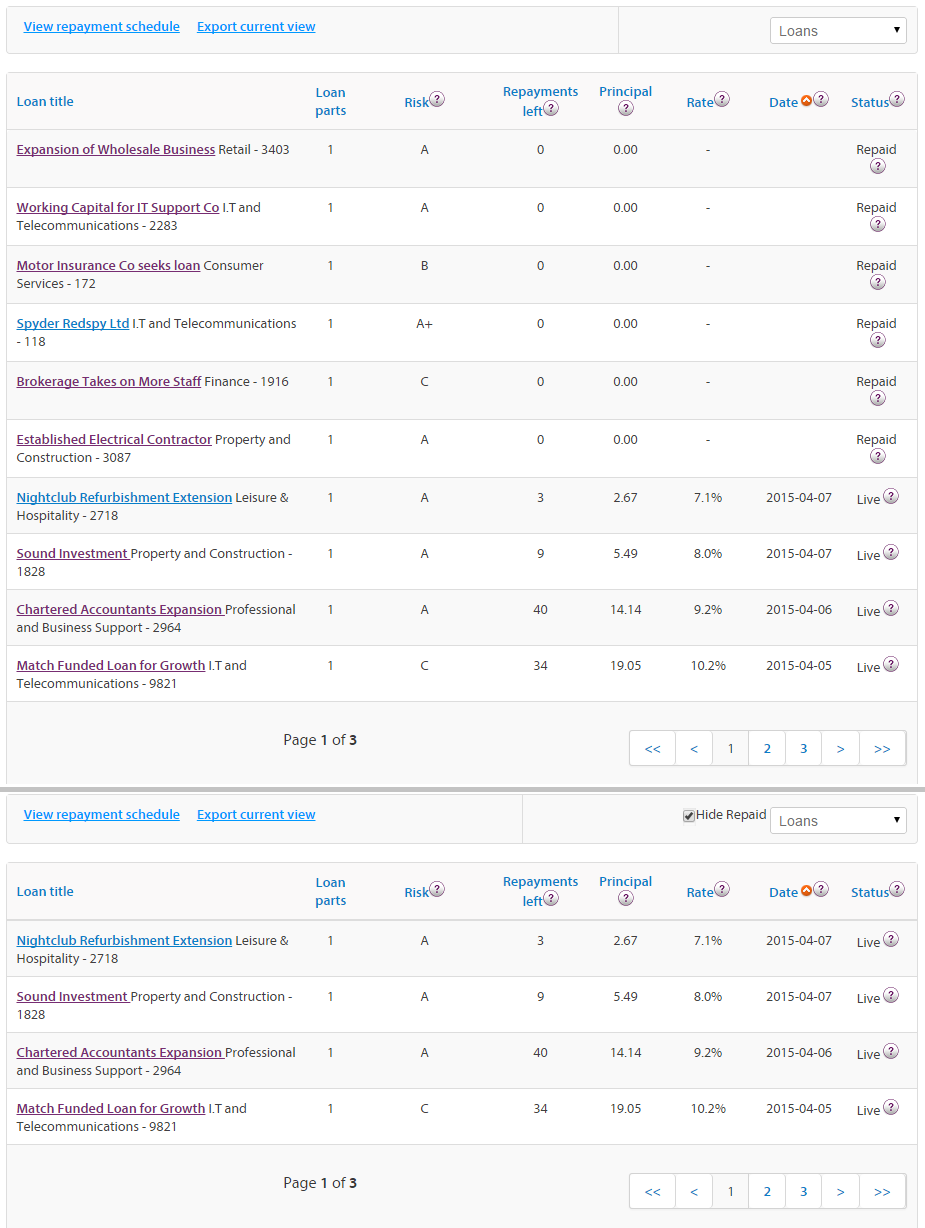 View repayment schedule Export current view Loans
Loan title Loan parts Risk ? Repayments left ? Principal ? Rate ? Date ? Status ?
Expansion of Wholesale Business Retail - 3403 1 A 0 0.00 - Repaid ?
Working Capital for IT Support Co I.T and Telecommunications - 2283 1 A 0 0.00 - Repaid ?
Motor Insurance Co seeks loan Consumer Services - 172 1 B 0 0.00 - Repaid ?
Spyder Redspy Ltd I.T and Telecommunications - 118 1 A+ 0 0.00 - Repaid ?
Brokerage Takes on More Staff Finance - 1916 1 C 0 0.00 - Repaid ?
Established Electrical Contractor Property and Construction - 3087 1 A 0 0.00 - Repaid ?
Nightclub Refurbishment Extension Leisure & Hospitality - 2718 1 A 3 2.67 7.1% 2015-04-07 Live ?
Sound Investment Property and Construction - 1828 1 A 9 5.49 8.0% 2015-04-07 Live ?
Chartered Accountants Expansion Professional and Business Support - 2964 1 A 40 14.14 9.2% 2015-04-06 Live ?
Match Funded Loan for Growth I.T and Telecommunications - 9821 1 C 34 19.05 10.2% 2015-04-05 Live ?
Page 1 of 3 << < 1 2 3 > >>
View repayment schedule Export current view Hide Repaid Loans
Loan title Loan parts Risk ? Repayments left ? Principal ? Rate ? Date ? Status ?
Nightclub Refurbishment Extension Leisure & Hospitality - 2718 1 A 3 2.67 7.1% 2015-04-07 Live ?
Sound Investment Property and Construction - 1828 1 A 9 5.49 8.0% 2015-04-07 Live ?
Chartered Accountants Expansion Professional and Business Support - 2964 1 A 40 14.14 9.2% 2015-04-06 Live ?
Match Funded Loan for Growth I.T and Telecommunications - 9821 1 C 34 19.05 10.2% 2015-04-05 Live ?
Page 1 of 3 << < 1 2 3 > >>